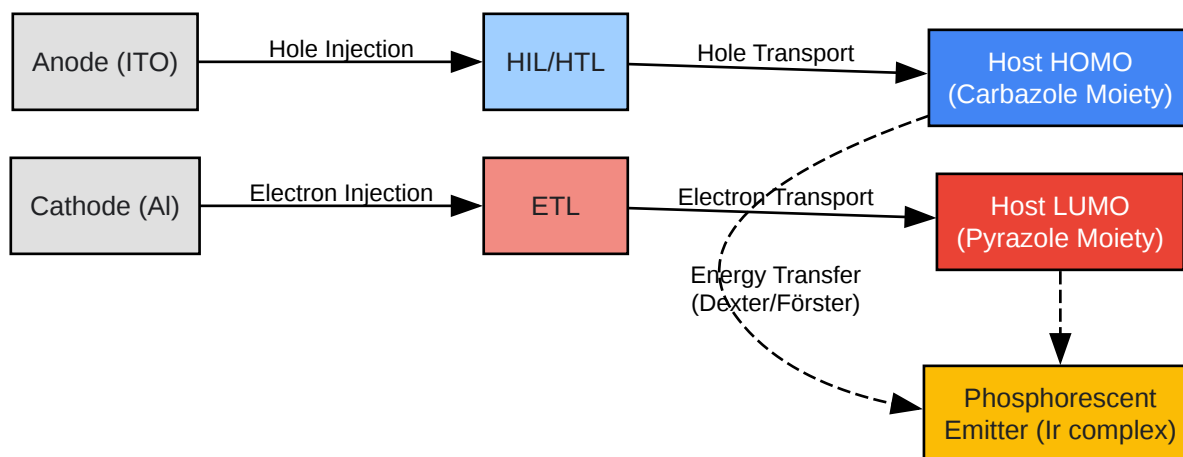 Anode (ITO)
Hole Injection
HIL/HTL
Hole Transport
Host HOMO
(Carbazole Moiety)
Cathode (Al)
Electron Injection
ETL
Electron Transport
Host LUMO
(Pyrazole Moiety)
Energy Transfer
(Dexter/Förster)
Phosphorescent
Emitter (Ir complex)